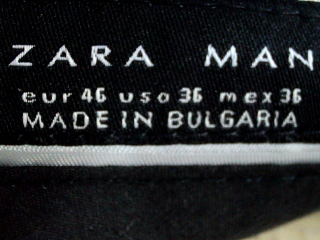 ZARA MAN
eur 46 usa 36 mex 36
MADE IN BULGARIA